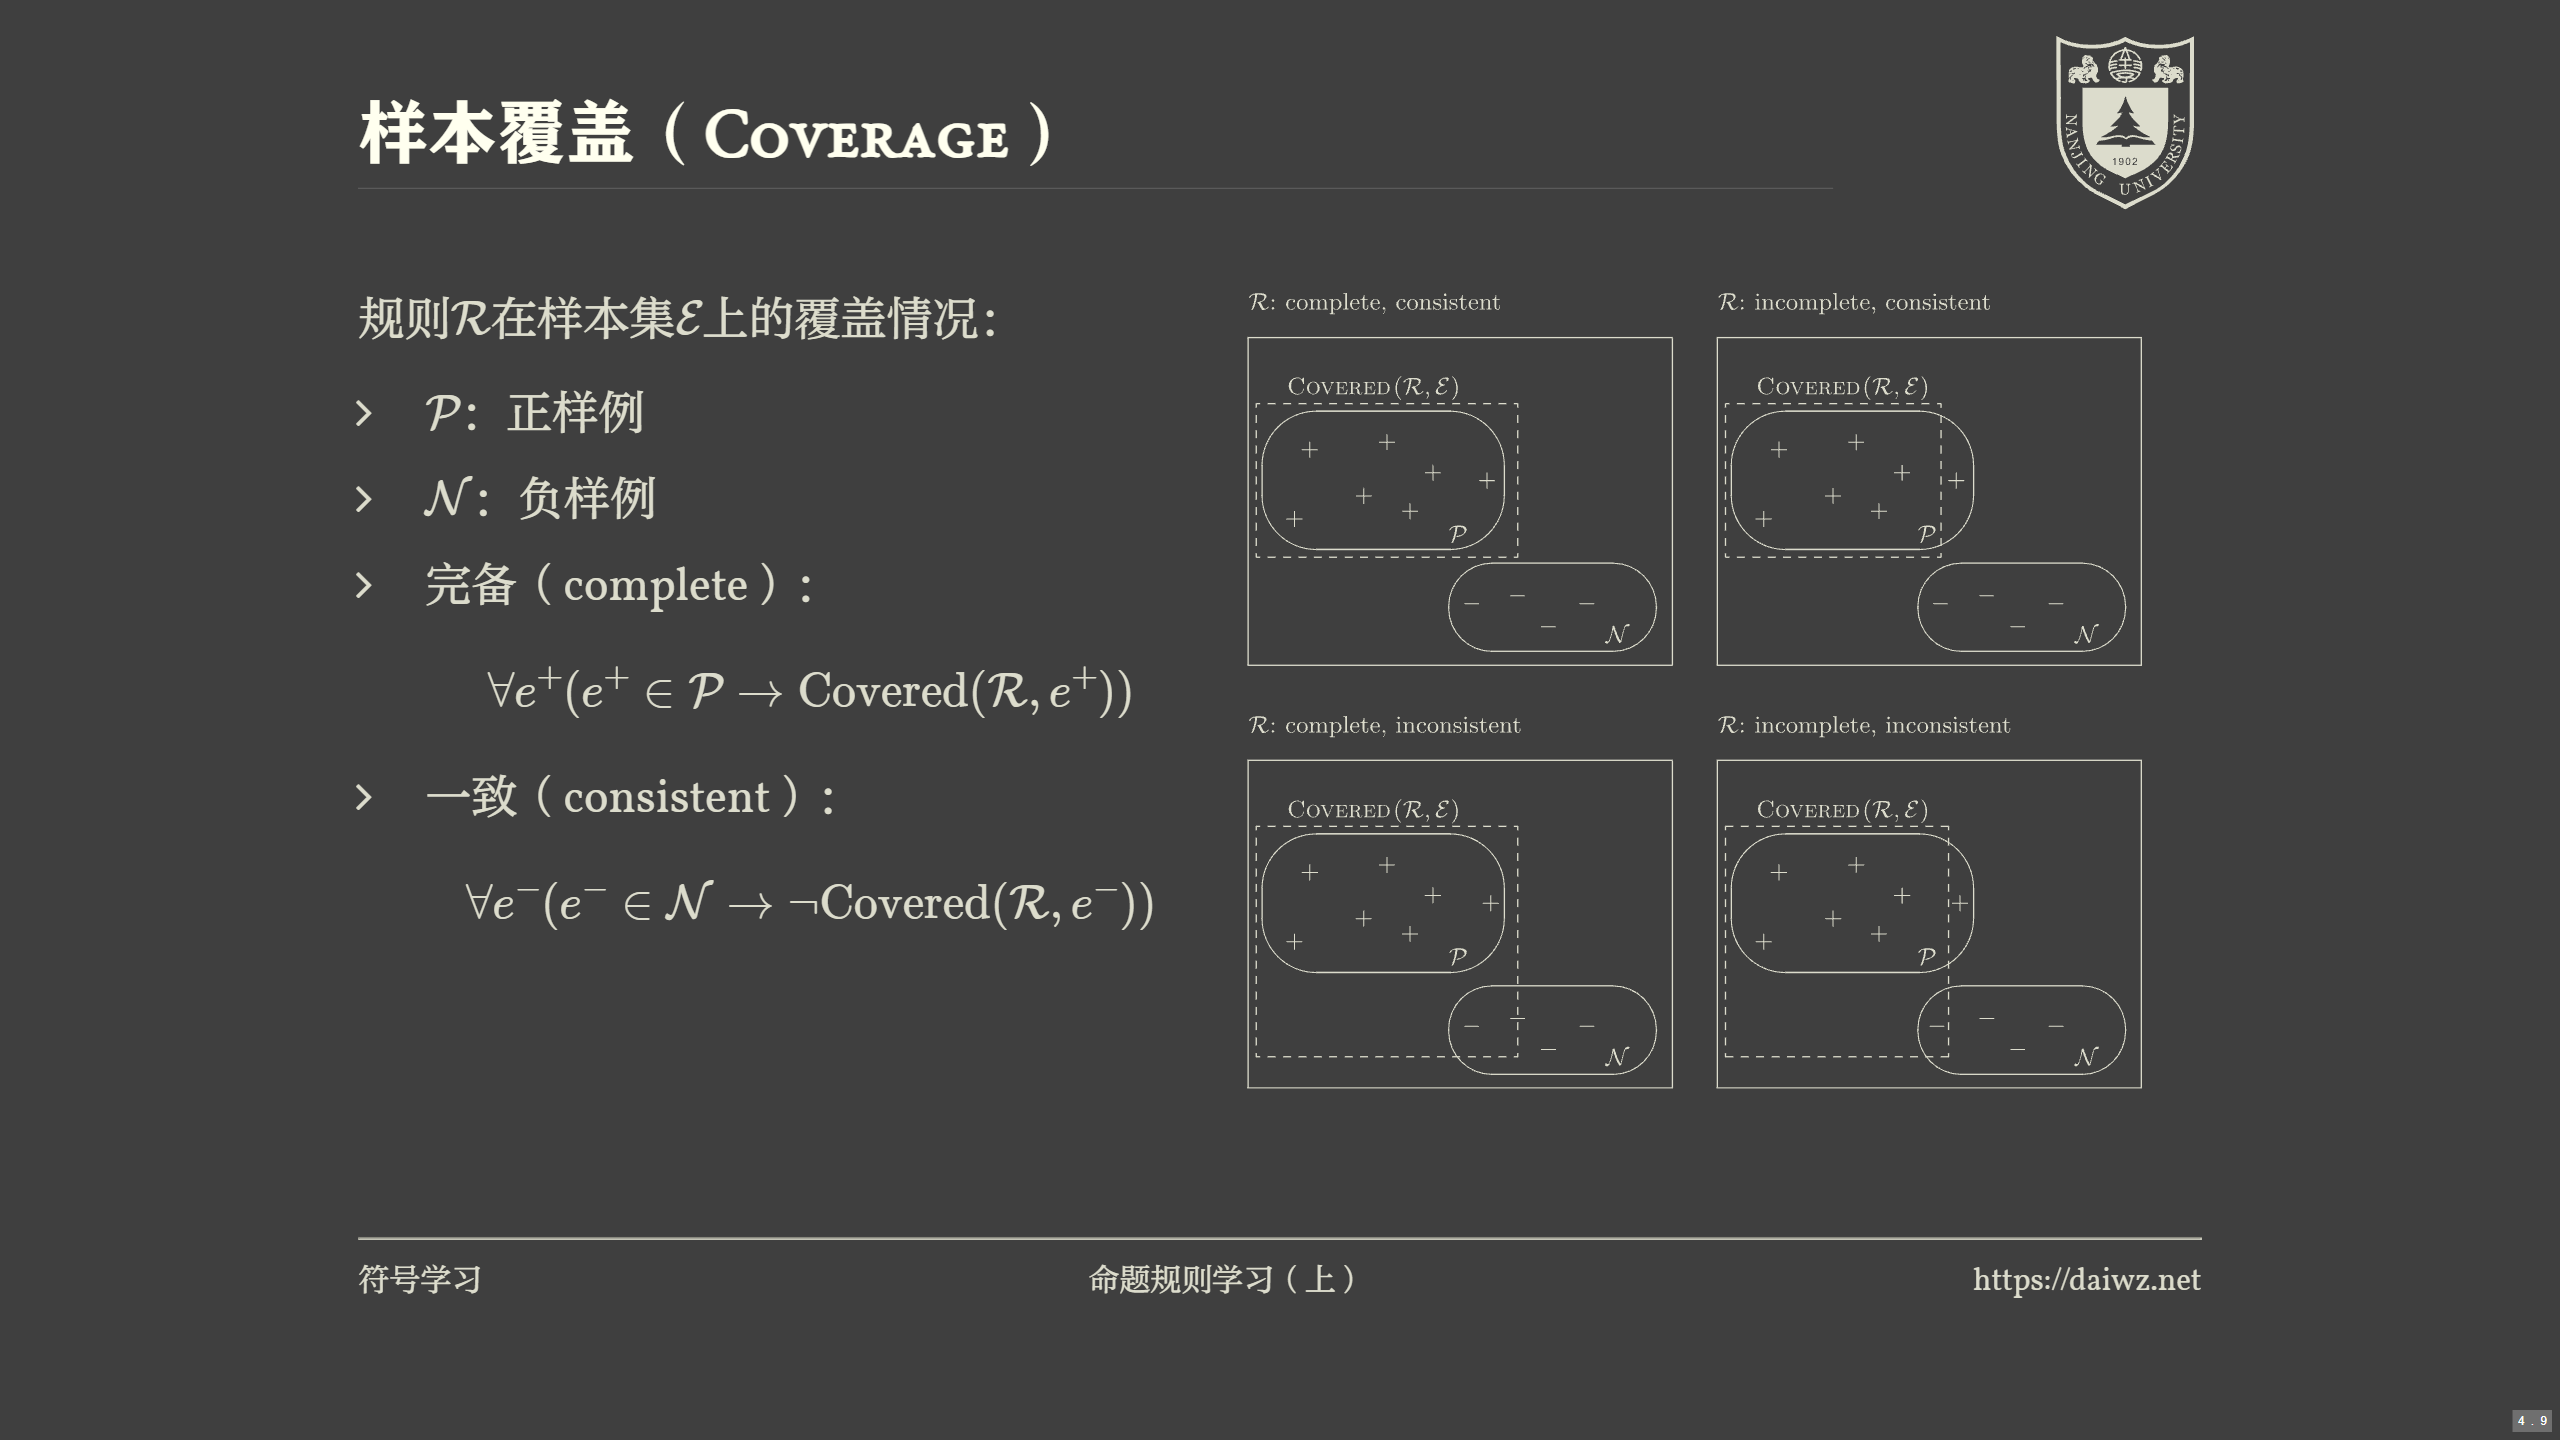 样本覆盖（Coverage）
NANJING UNIVERSITY
1902
规则ℛ在样本集ℰ上的覆盖情况：
𝒫：正样例
𝒩：负样例
完备（complete）：
∀e⁺(e⁺ ∈ 𝒫 → Covered(ℛ, e⁺))
一致（consistent）：
∀e⁻(e⁻ ∈ 𝒩 → ¬Covered(ℛ, e⁻))
ℛ: complete, consistent
Covered(ℛ, ℰ)
𝒫
𝒩
ℛ: incomplete, consistent
Covered(ℛ, ℰ)
𝒫
𝒩
ℛ: complete, inconsistent
Covered(ℛ, ℰ)
𝒫
𝒩
ℛ: incomplete, inconsistent
Covered(ℛ, ℰ)
𝒫
𝒩
符号学习
命题规则学习（上）
https://daiwz.net
4.9